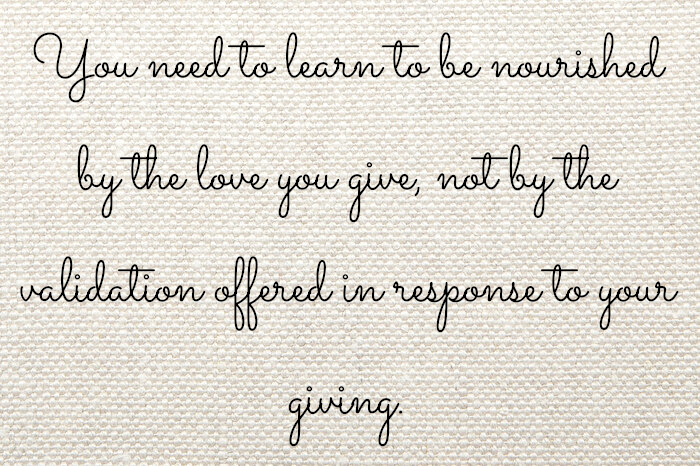 You need to learn to be nourished
by the love you give, not by the
validation offered in response to your
giving.